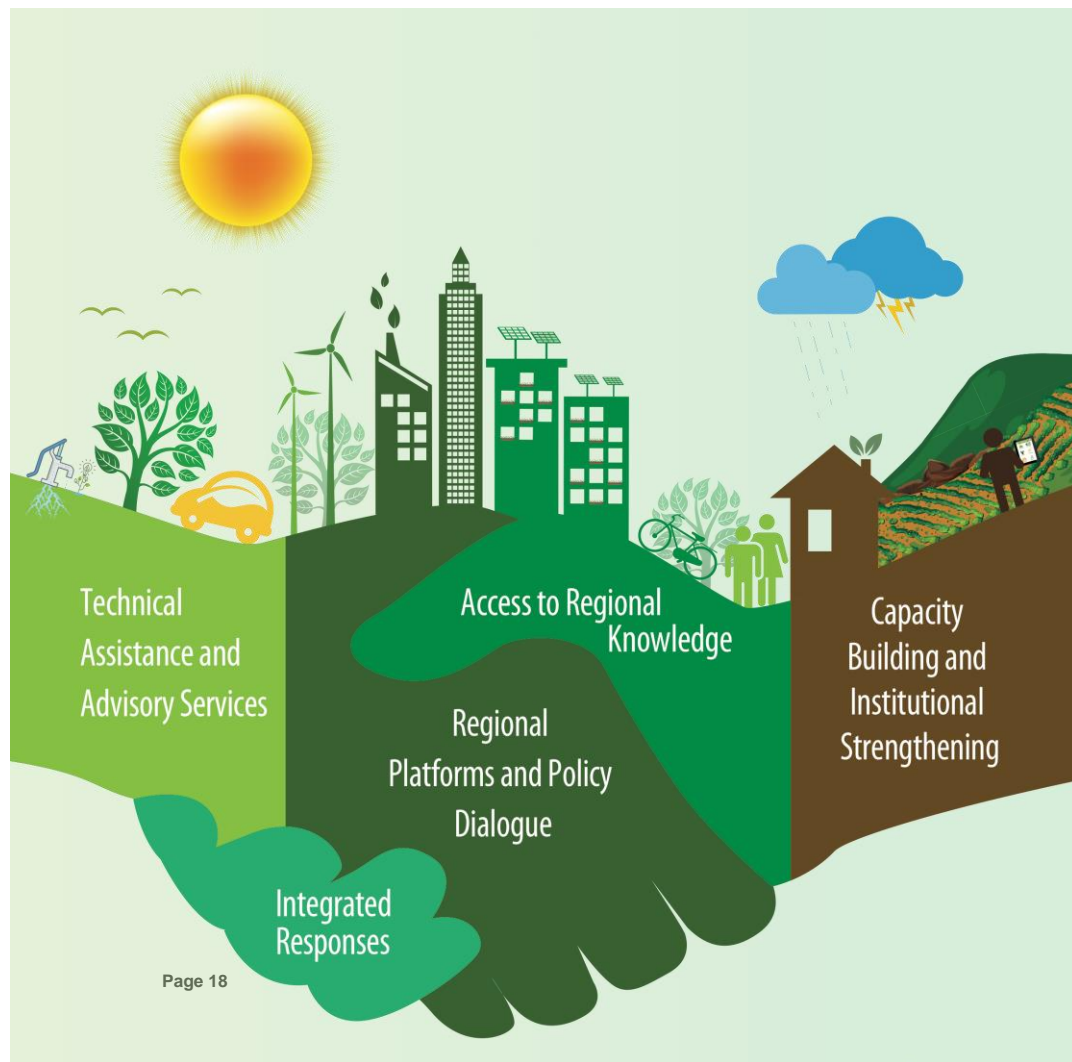 Technical
Assistance and
Advisory Services
Access to Regional
Knowledge
Regional
Platforms and Policy
Dialogue
Capacity
Building and
Institutional
Strengthening
Integrated
Responses
Page 18